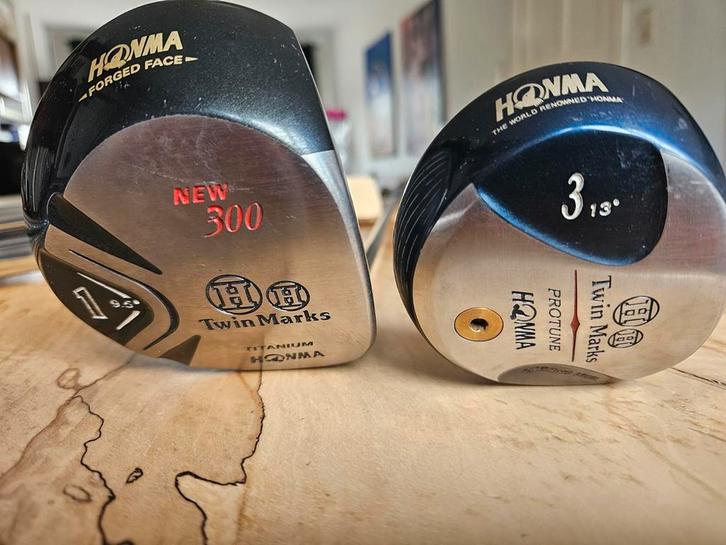 HONMA
FORGED FACE
NEW
300
1
9.5°
H H
Twin Marks
TITANIUM
HONMA
HONMA
THE WORLD RENOWNED "HONMA"
3 13°
H H
Twin Marks
PROTUNE
HONMA